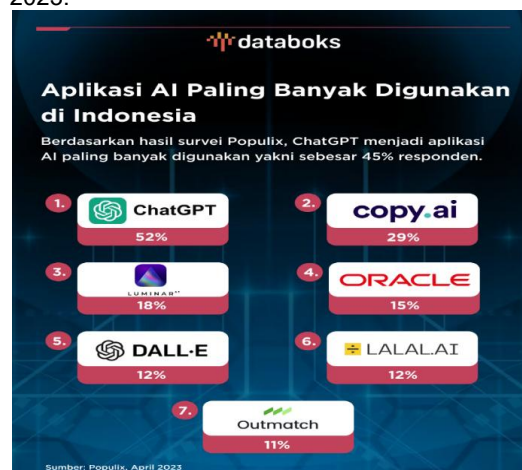 2023.
databoks
Aplikasi AI Paling Banyak Digunakan
di Indonesia
Berdasarkan hasil survei Populix, ChatGPT menjadi aplikasi
AI paling banyak digunakan yakni sebesar 45% responden.
1. ChatGPT
52%
2. copy.ai
29%
3. LUMINAR
18%
4. ORACLE
15%
5. DALL·E
12%
6. LALAL.AI
12%
7. Outmatch
11%
Sumber: Populix, April 2023